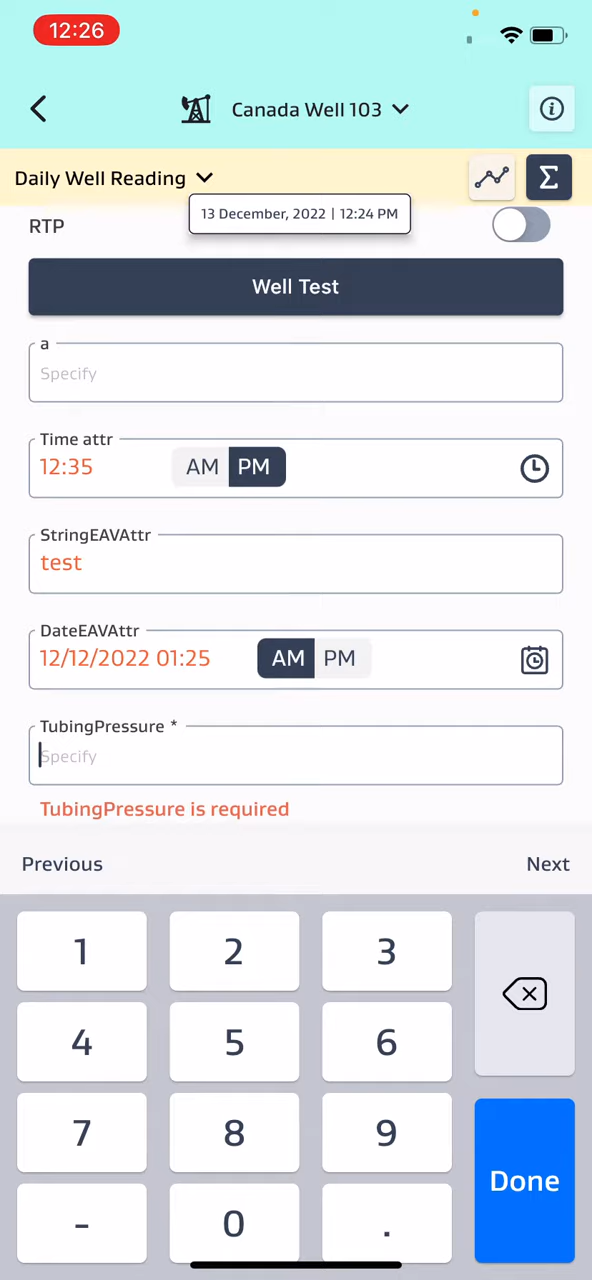 12:26
Canada Well 103
Daily Well Reading
Σ
13 December, 2022 | 12:24 PM
RTP
Well Test
a
Specify
Time attr
12:35 AM PM
StringEAVAttr
test
DateEAVAttr
12/12/2022 01:25 AM PM
TubingPressure *
Specify
TubingPressure is required
Previous Next
1 2 3
4 5 6
7 8 9
Done
- 0 .